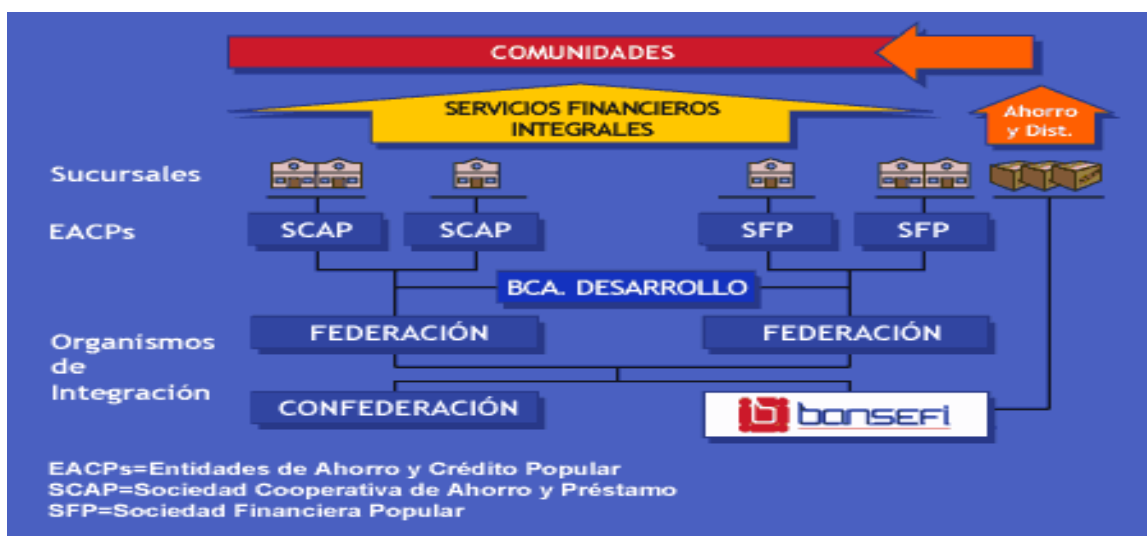 COMUNIDADES
SERVICIOS FINANCIEROS
INTEGRALES
Ahorro
y Dist.
Sucursales
EACPs
SCAP
SCAP
SFP
SFP
BCA. DESARROLLO
Organismos
de
Integración
FEDERACIÓN
FEDERACIÓN
CONFEDERACIÓN
bansefi
EACPs=Entidades de Ahorro y Crédito Popular
SCAP=Sociedad Cooperativa de Ahorro y Préstamo
SFP=Sociedad Financiera Popular